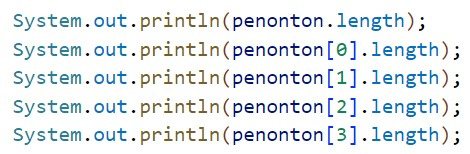 System.out.println(penonton.length);
System.out.println(penonton[0].length);
System.out.println(penonton[1].length);
System.out.println(penonton[2].length);
System.out.println(penonton[3].length);